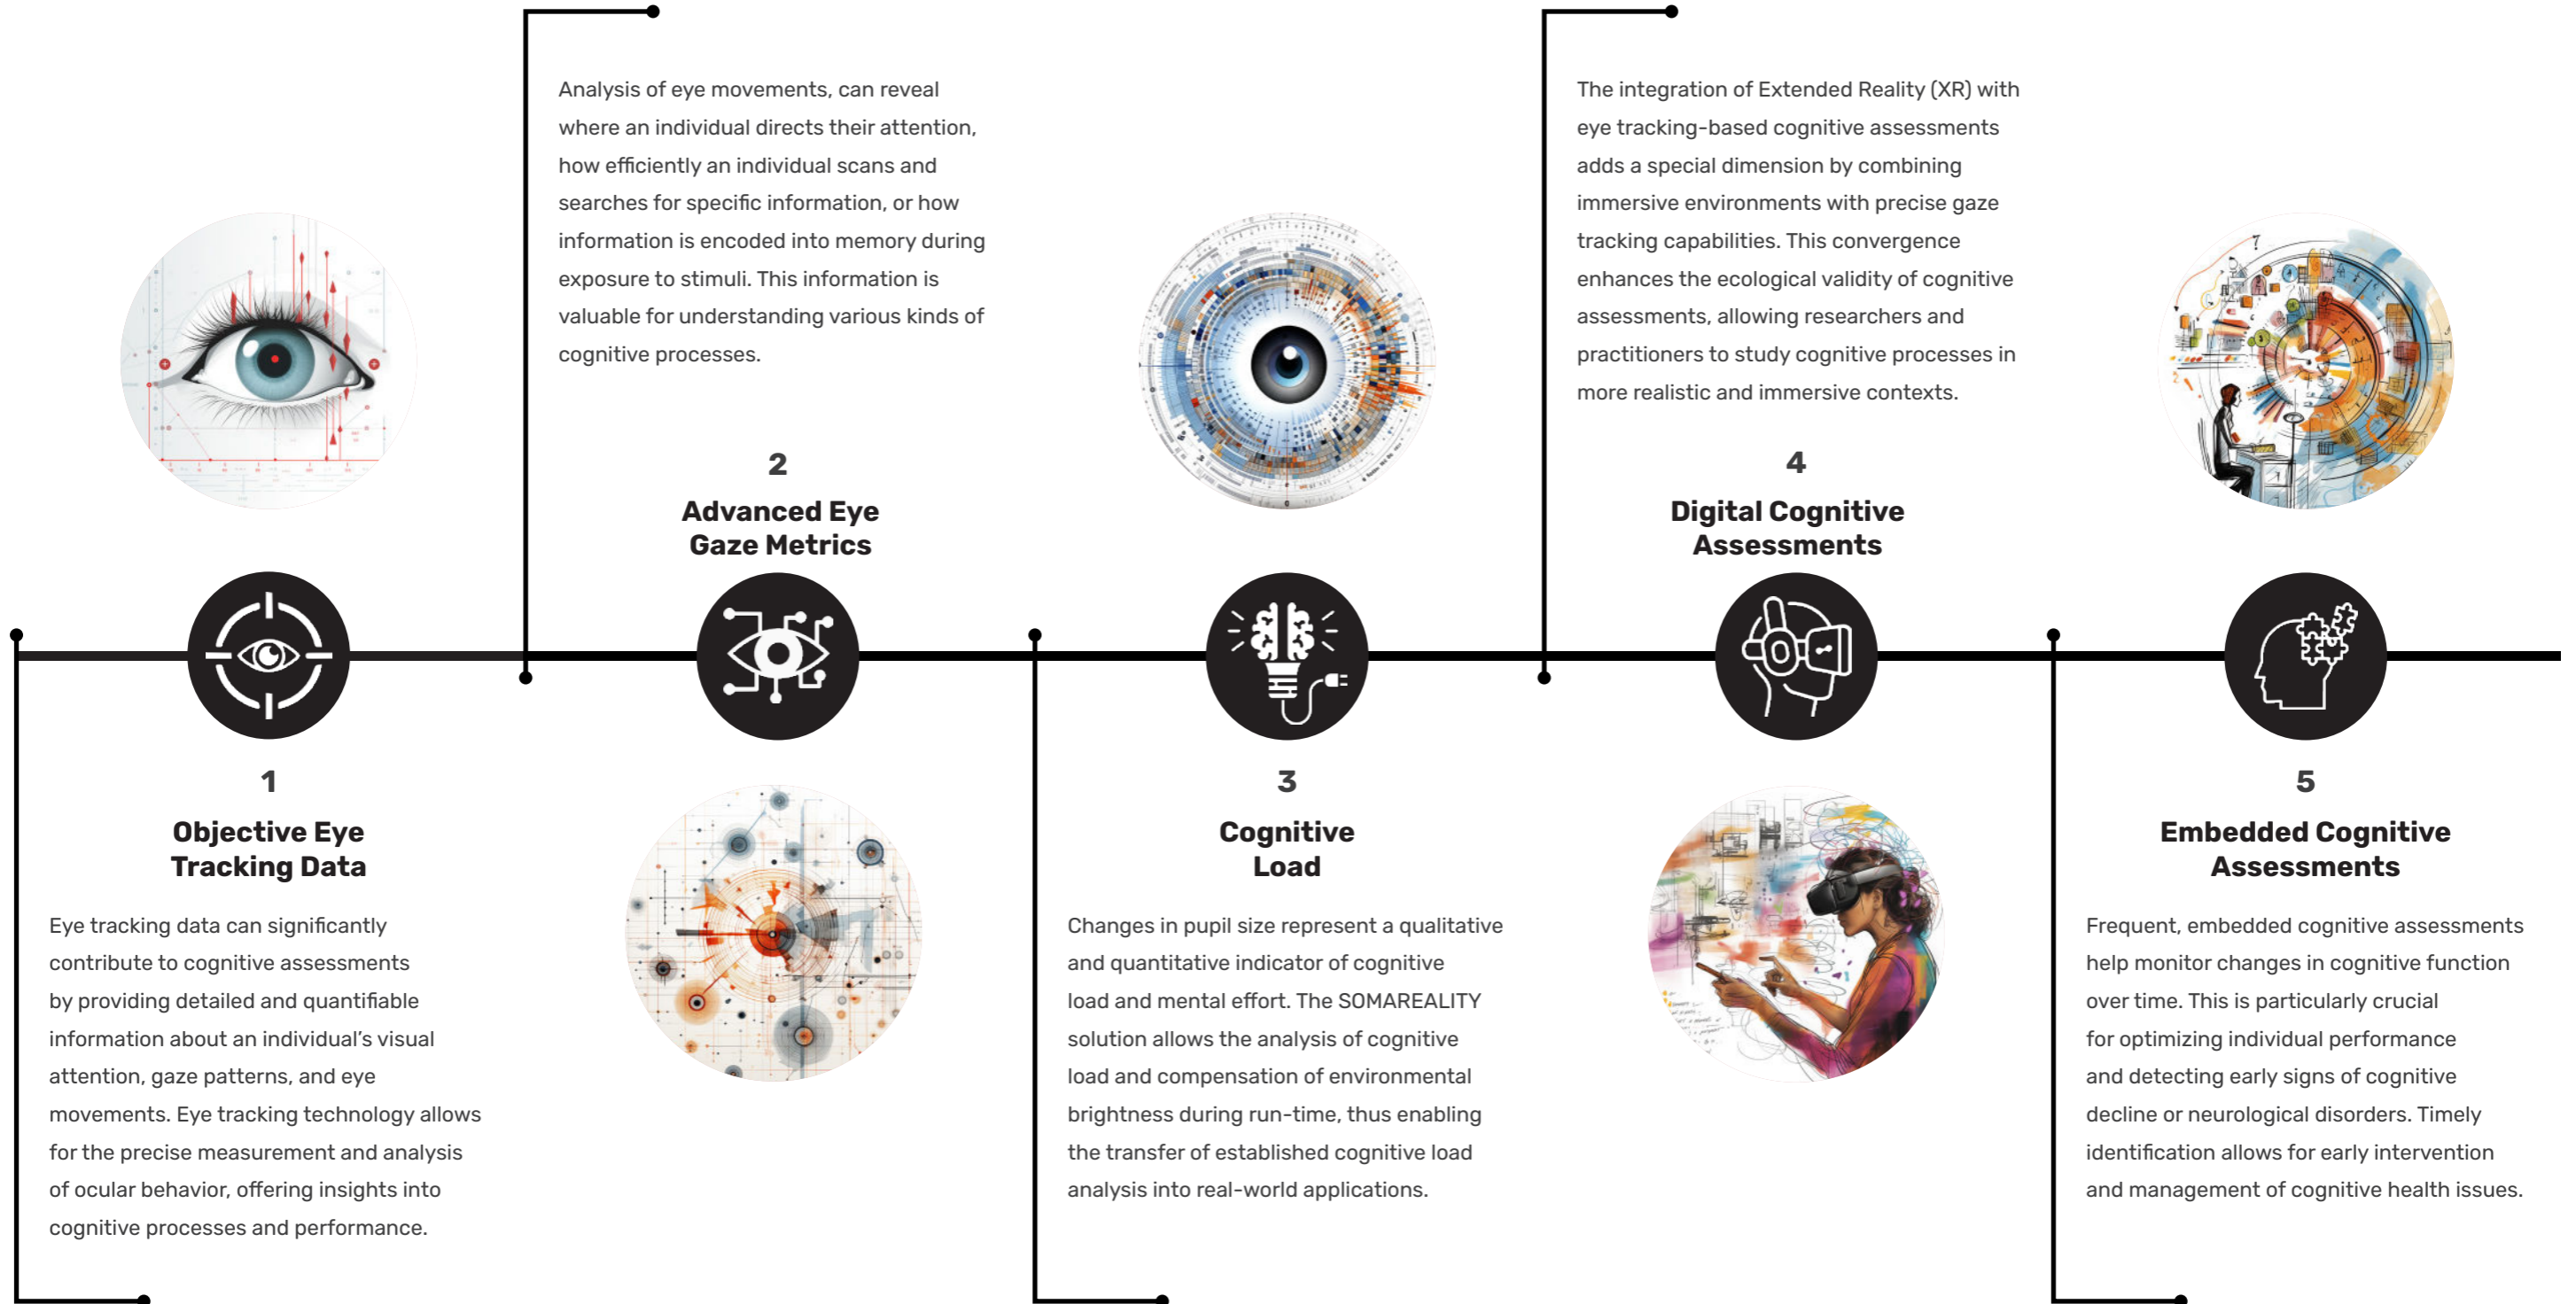 1
Objective Eye
Tracking Data
Eye tracking data can significantly
contribute to cognitive assessments
by providing detailed and quantifiable
information about an individual’s visual
attention, gaze patterns, and eye
movements. Eye tracking technology allows
for the precise measurement and analysis
of ocular behavior, offering insights into
cognitive processes and performance.
Analysis of eye movements, can reveal
where an individual directs their attention,
how efficiently an individual scans and
searches for specific information, or how
information is encoded into memory during
exposure to stimuli. This information is
valuable for understanding various kinds of
cognitive processes.
2
Advanced Eye
Gaze Metrics
3
Cognitive
Load
Changes in pupil size represent a qualitative
and quantitative indicator of cognitive
load and mental effort. The SOMAREALITY
solution allows the analysis of cognitive
load and compensation of environmental
brightness during run-time, thus enabling
the transfer of established cognitive load
analysis into real-world applications.
The integration of Extended Reality (XR) with
eye tracking-based cognitive assessments
adds a special dimension by combining
immersive environments with precise gaze
tracking capabilities. This convergence
enhances the ecological validity of cognitive
assessments, allowing researchers and
practitioners to study cognitive processes in
more realistic and immersive contexts.
4
Digital Cognitive
Assessments
5
Embedded Cognitive
Assessments
Frequent, embedded cognitive assessments
help monitor changes in cognitive function
over time. This is particularly crucial
for optimizing individual performance
and detecting early signs of cognitive
decline or neurological disorders. Timely
identification allows for early intervention
and management of cognitive health issues.